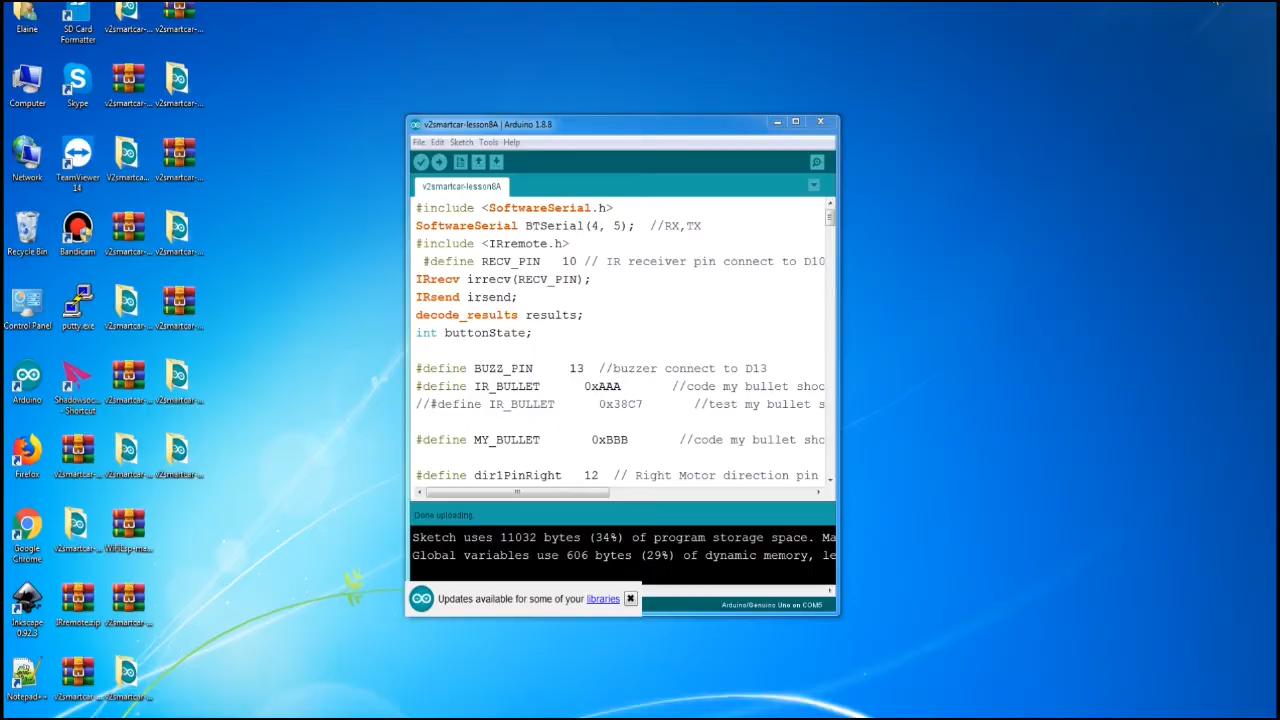 Elaine
SD Card
Formatter
v2smartcar-...
v2smartcar-...
Computer
Skype
v2smartcar-...
v2smartcar-...
Network
TeamViewer
14
V2smartca...
v2smartcar-...
Recycle Bin
Bandicam
v2smartcar-...
v2smartcar-...
Control Panel
putty.exe
v2smartcar-...
v2smartcar-...
Arduino
Shadowsoc...
- Shortcut
v2smartcar-...
v2smartcar-...
Firefox
v2smartcar-...
v2smartcar-...
v2smartcar-...
Google
Chrome
v2smartcar-...
WifiEsp-ma...
Inkscape
0.92.3
IRremote.zip
v2smartcar-...
Notepad++
v2smartcar-...
v2smartcar-...
v2smartcar-lesson8A | Arduino 1.8.8
File Edit Sketch Tools Help
v2smartcar-lesson8A
#include <SoftwareSerial.h>
SoftwareSerial BTSerial(4, 5); //RX,TX
#include <IRremote.h>
#define RECV_PIN 10 // IR receiver pin connect to D10
IRrecv irrecv(RECV_PIN);
IRsend irsend;
decode_results results;
int buttonState;
#define BUZZ_PIN 13 //buzzer connect to D13
#define IR_BULLET 0xAAA //code my bullet shoo
//#define IR_BULLET 0x38C7 //test my bullet s
#define MY_BULLET 0xBBB //code my bullet sho
#define dir1PinRight 12 // Right Motor direction pin
Done uploading.
Sketch uses 11032 bytes (34%) of program storage space. Ma
Global variables use 606 bytes (29%) of dynamic memory, le
Updates available for some of your libraries
Arduino/Genuino Uno on COM5